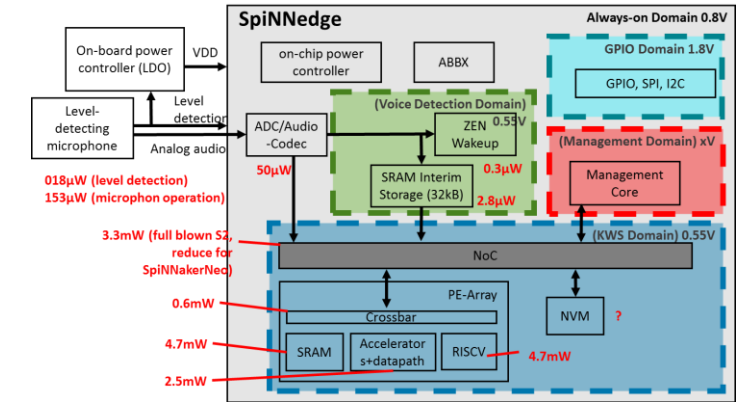 SpiNNedge
Always-on Domain 0.8V
On-board power
controller (LDO)
VDD
on-chip power
controller
ABBX
GPIO Domain 1.8V
GPIO, SPI, I2C
Level
detection
Level-
detecting
microphone
Analog audio
ADC/Audio
-Codec
50μW
(Voice Detection Domain)
0.55V
ZEN
Wakeup
0.3μW
SRAM Interim
Storage (32kB)
2.8μW
(Management Domain) xV
Management
Core
018μW (level detection)
153μW (microphon operation)
3.3mW (full blown S2,
reduce for
SpiNNakerNeo)
(KWS Domain) 0.55V
NoC
PE-Array
0.6mW
Crossbar
NVM
?
4.7mW
SRAM
Accelerator
s+datapath
RISCV
4.7mW
2.5mW